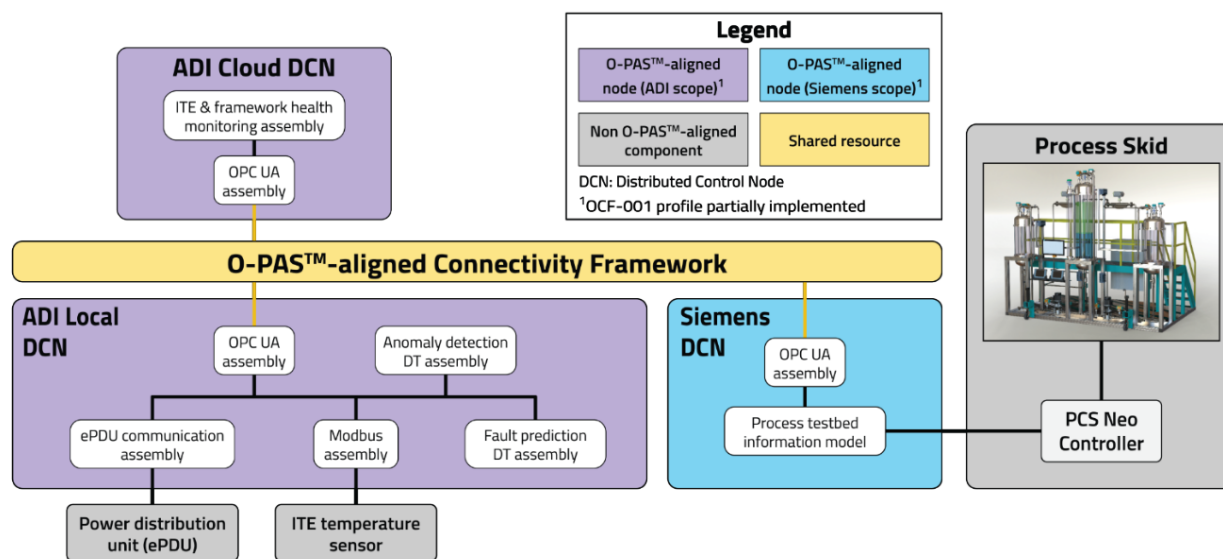 ADI Cloud DCN
ITE & framework health
monitoring assembly
OPC UA
assembly
Legend
O-PAS™-aligned
node (ADI scope)¹
O-PAS™-aligned
node (Siemens scope)¹
Non O-PAS™-aligned
component
Shared resource
DCN: Distributed Control Node
¹OCF-001 profile partially implemented
Process Skid
O-PAS™-aligned Connectivity Framework
ADI Local
DCN
OPC UA
assembly
Anomaly detection
DT assembly
ePDU communication
assembly
Modbus
assembly
Fault prediction
DT assembly
Power distribution
unit (ePDU)
ITE temperature
sensor
Siemens
DCN
OPC UA
assembly
Process testbed
information model
PCS Neo
Controller